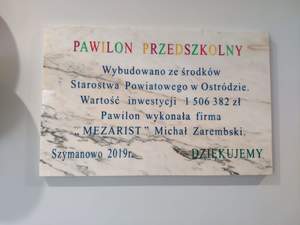 PAWILON PRZEDSZKOLNY
Wybudowano ze środków
Starostwa Powiatowego w Ostródzie.
Wartość inwestycji 1 506 382 zł
Pawilon wykonała firma
„MEZARIST” Michał Zarembski.
Szymanowo 2019r. DZIĘKUJEMY